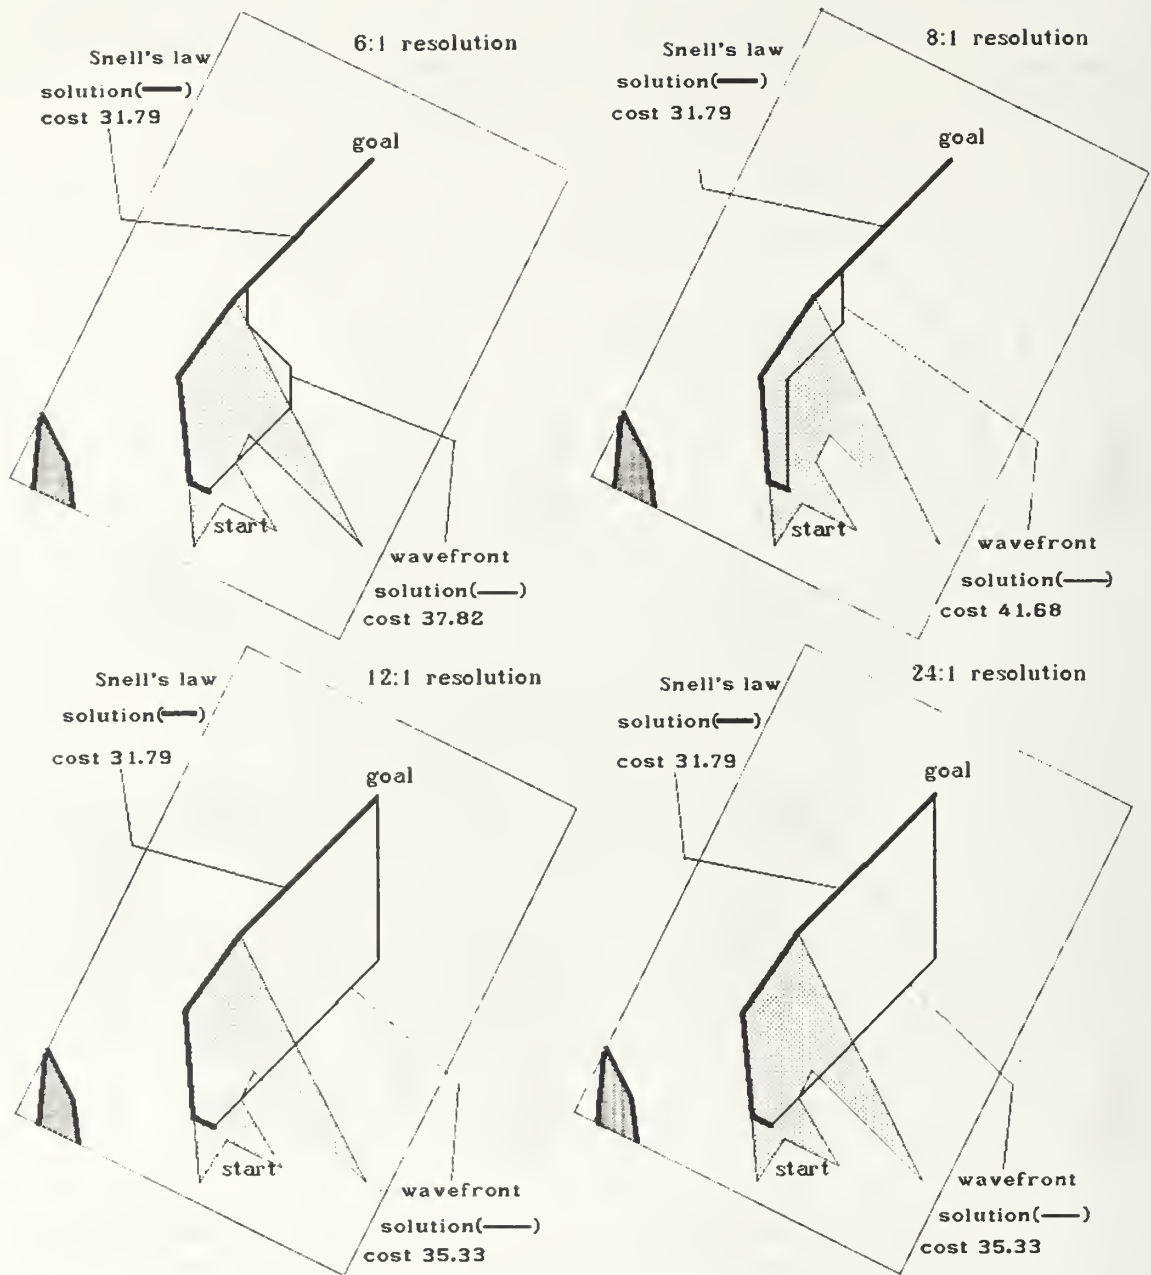 6:1 resolution
Snell's law
solution(—)
cost 31.79
goal
start
wavefront
solution(—)
cost 37.82
8:1 resolution
Snell's law
solution(—)
cost 31.79
goal
start
wavefront
solution(—)
cost 41.68
12:1 resolution
Snell's law
solution(—)
cost 31.79
goal
start
wavefront
solution(—)
cost 35.33
24:1 resolution
Snell's law
solution(—)
cost 31.79
goal
start
wavefront
solution(—)
cost 35.33